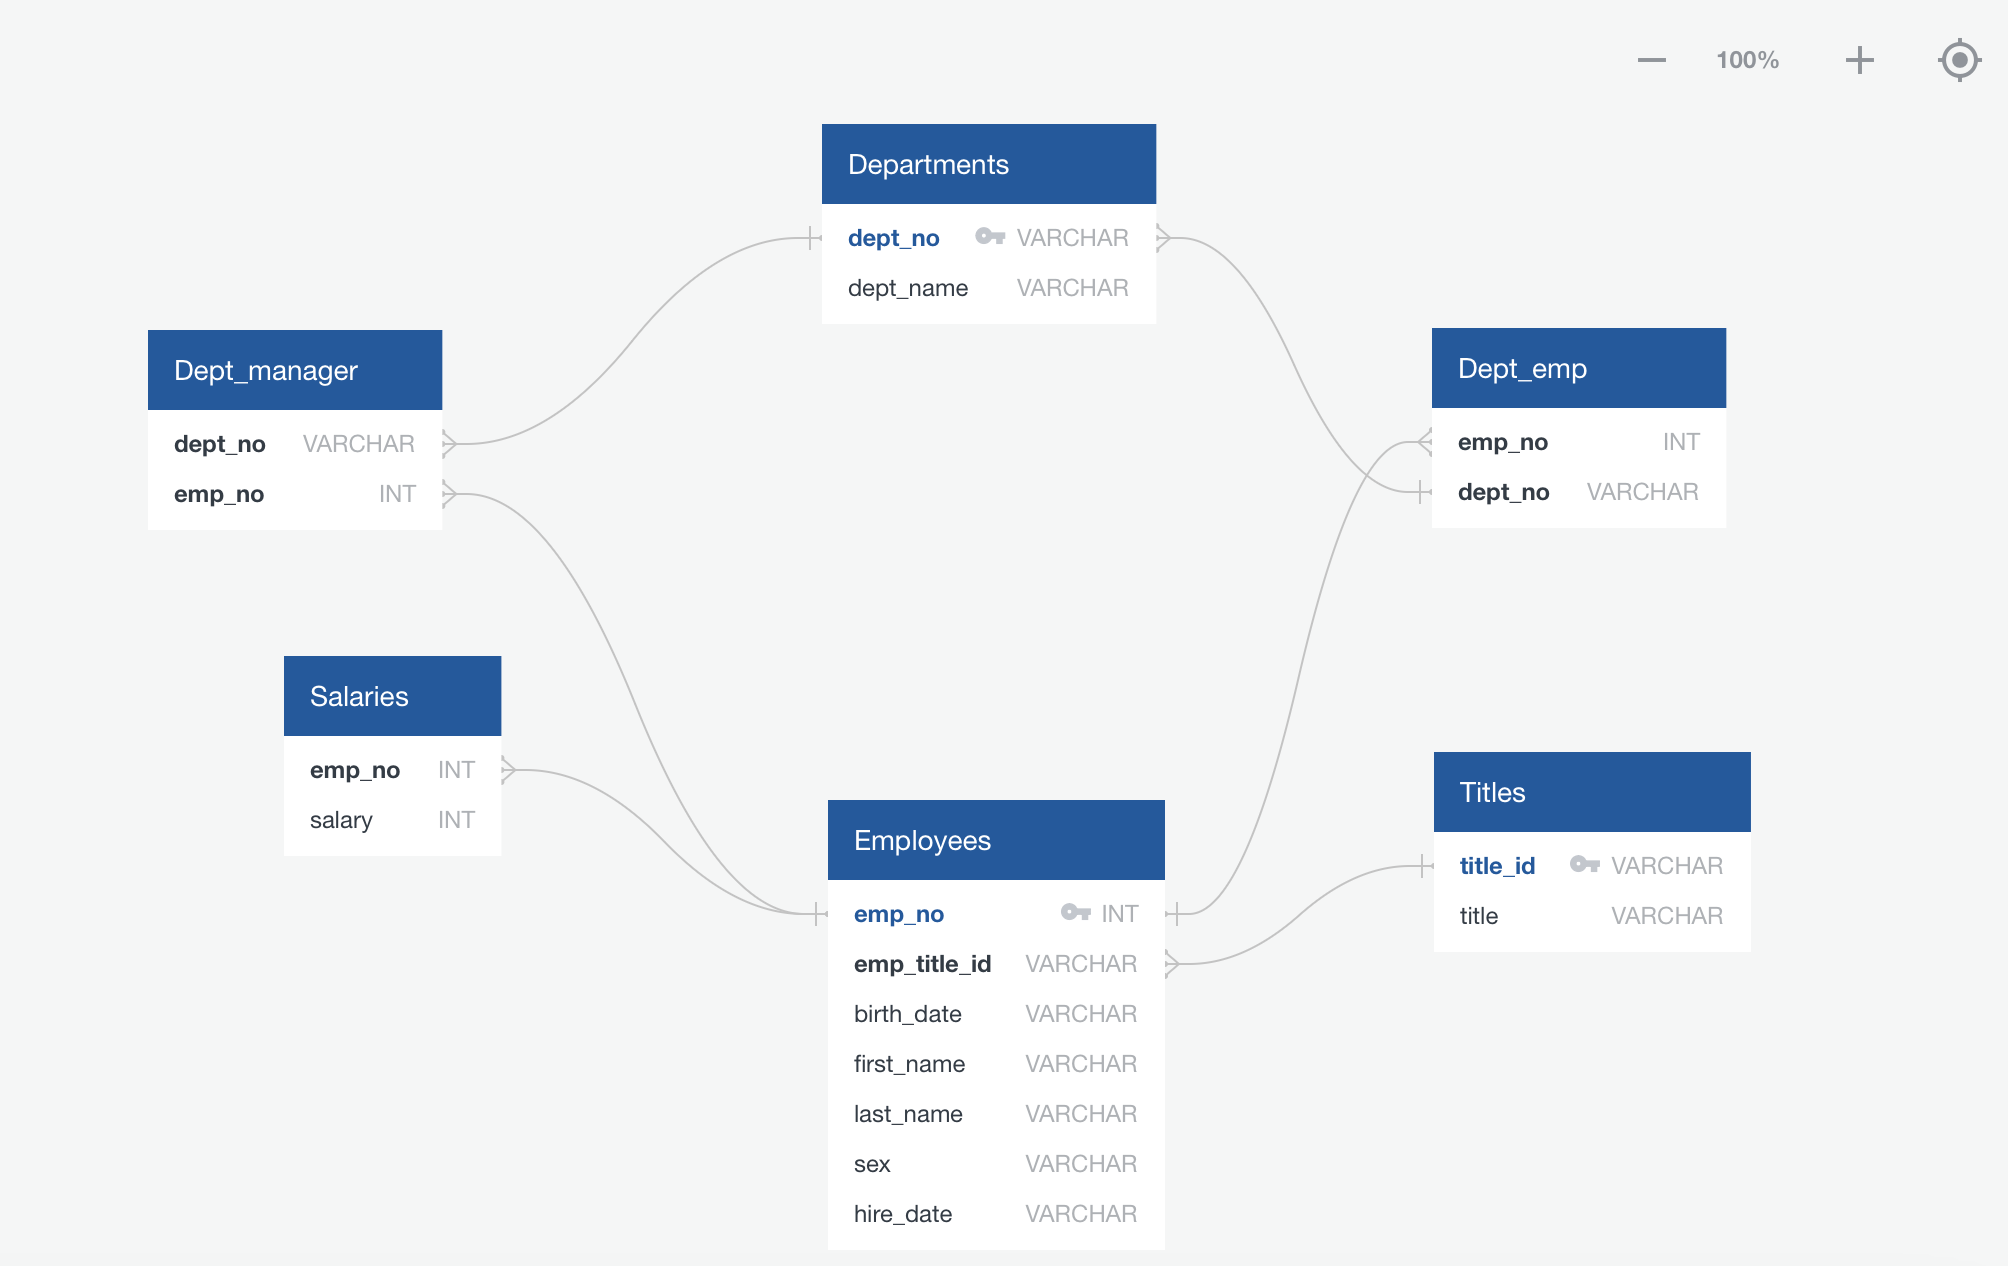 100%
Departments
dept_no VARCHAR
dept_name VARCHAR
Dept_manager
dept_no VARCHAR
emp_no INT
Dept_emp
emp_no INT
dept_no VARCHAR
Salaries
emp_no INT
salary INT
Employees
emp_no INT
emp_title_id VARCHAR
birth_date VARCHAR
first_name VARCHAR
last_name VARCHAR
sex VARCHAR
hire_date VARCHAR
Titles
title_id VARCHAR
title VARCHAR